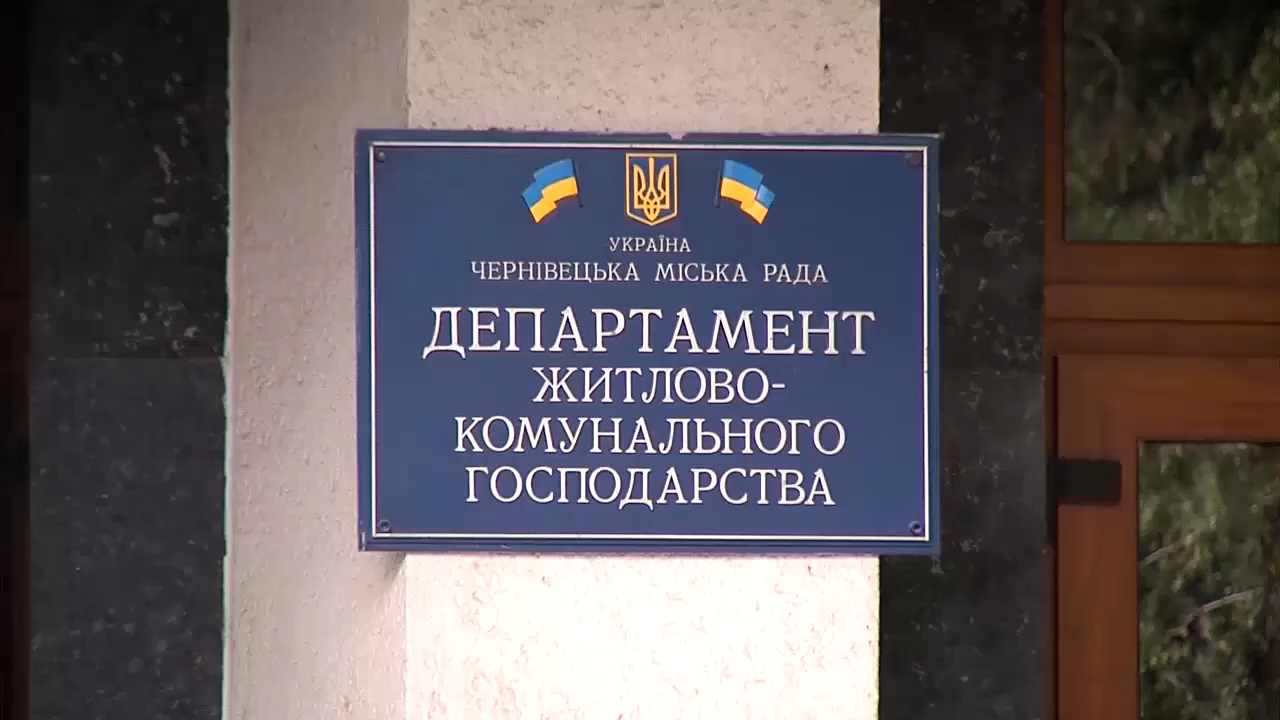 УКРАЇНА
ЧЕРНІВЕЦЬКА МІСЬКА РАДА
ДЕПАРТАМЕНТ
ЖИТЛОВО-
КОМУНАЛЬНОГО
ГОСПОДАРСТВА